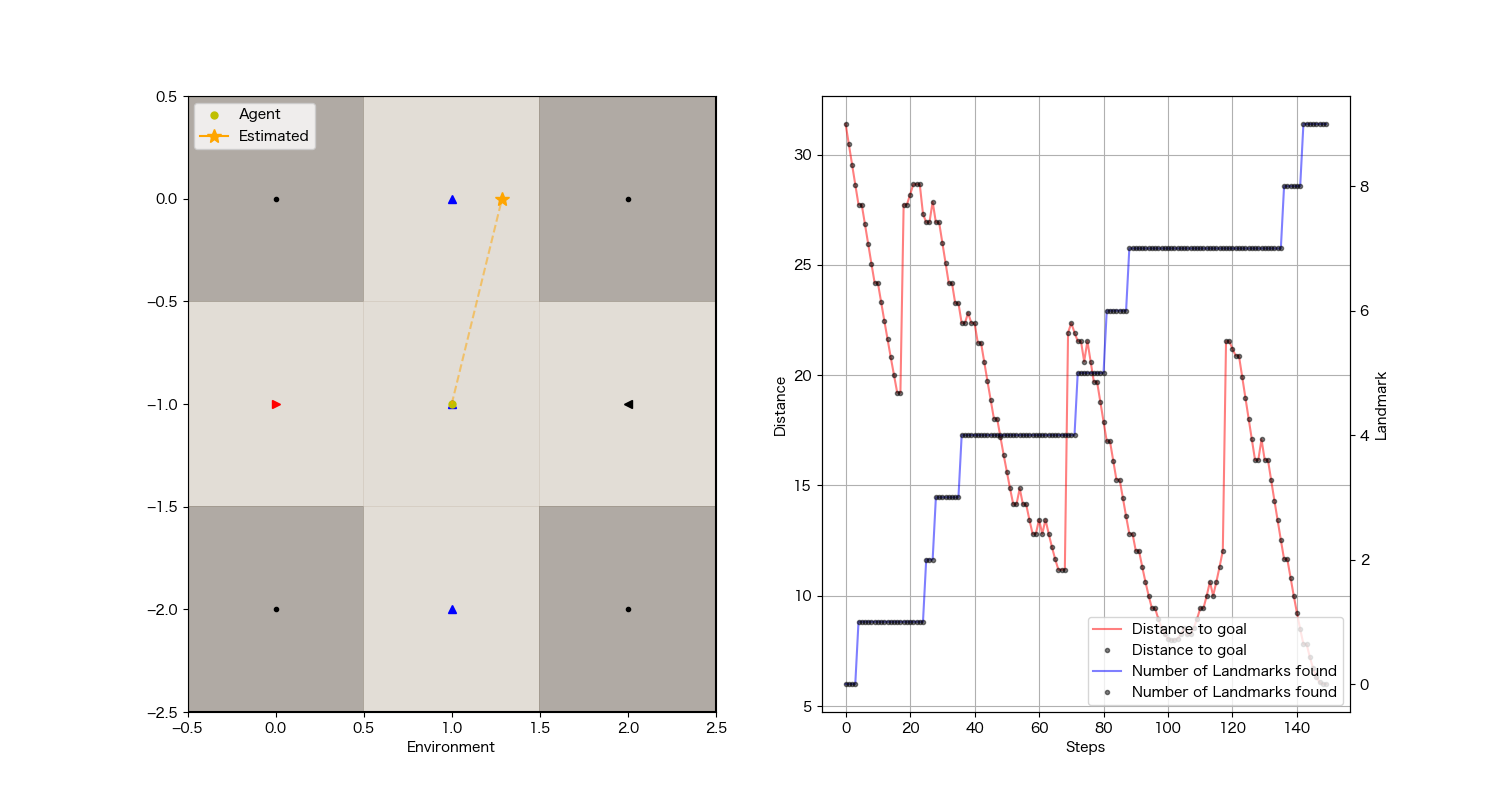 0.5
0.0
−0.5
−1.0
−1.5
−2.0
−2.5
Agent
Estimated
−0.5 0.0 0.5 1.0 1.5 2.0 2.5
Environment
30
25
20
15
10
5
Distance
Distance to goal
Distance to goal
Number of Landmarks found
Number of Landmarks found
8
6
4
2
0
Landmark
0 20 40 60 80 100 120 140
Steps